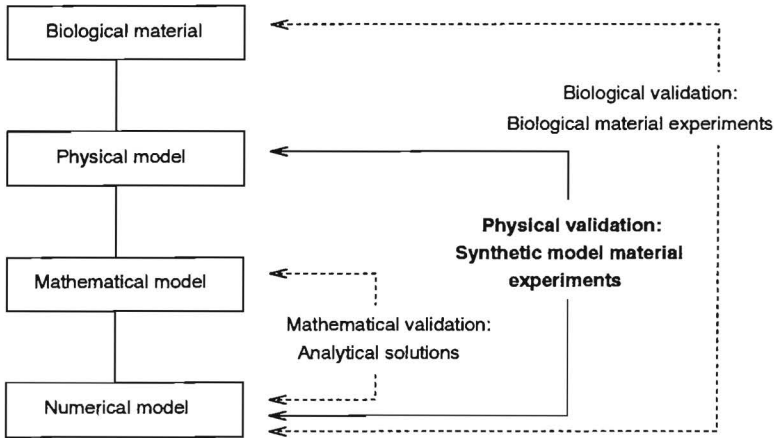 Biological material
Biological validation:
Biological material experiments
Physical model
Physical validation:
Synthetic model material
experiments
Mathematical model
Mathematical validation:
Analytical solutions
Numerical model